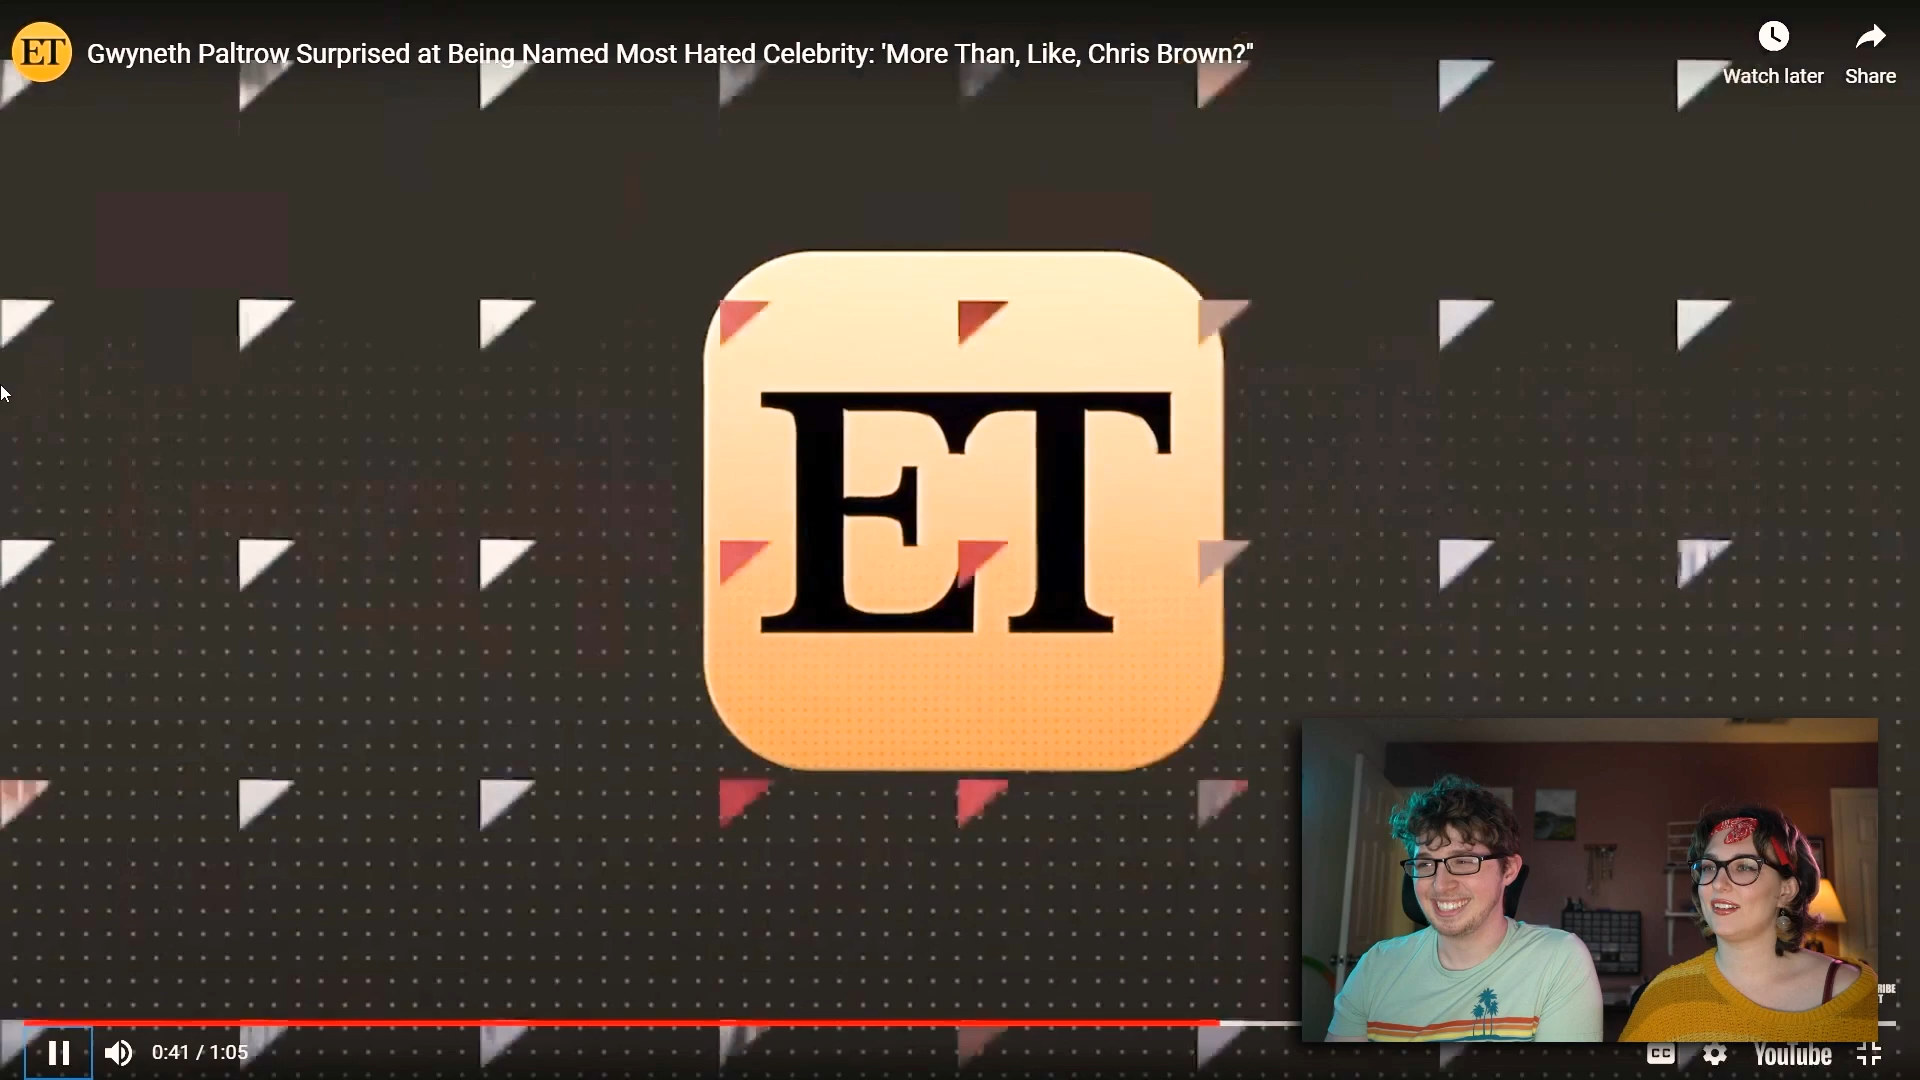 ET
Gwyneth Paltrow Surprised at Being Named Most Hated Celebrity: 'More Than, Like, Chris Brown?"
Watch later
Share
ET
0:41 / 1:05
CC
YouTube